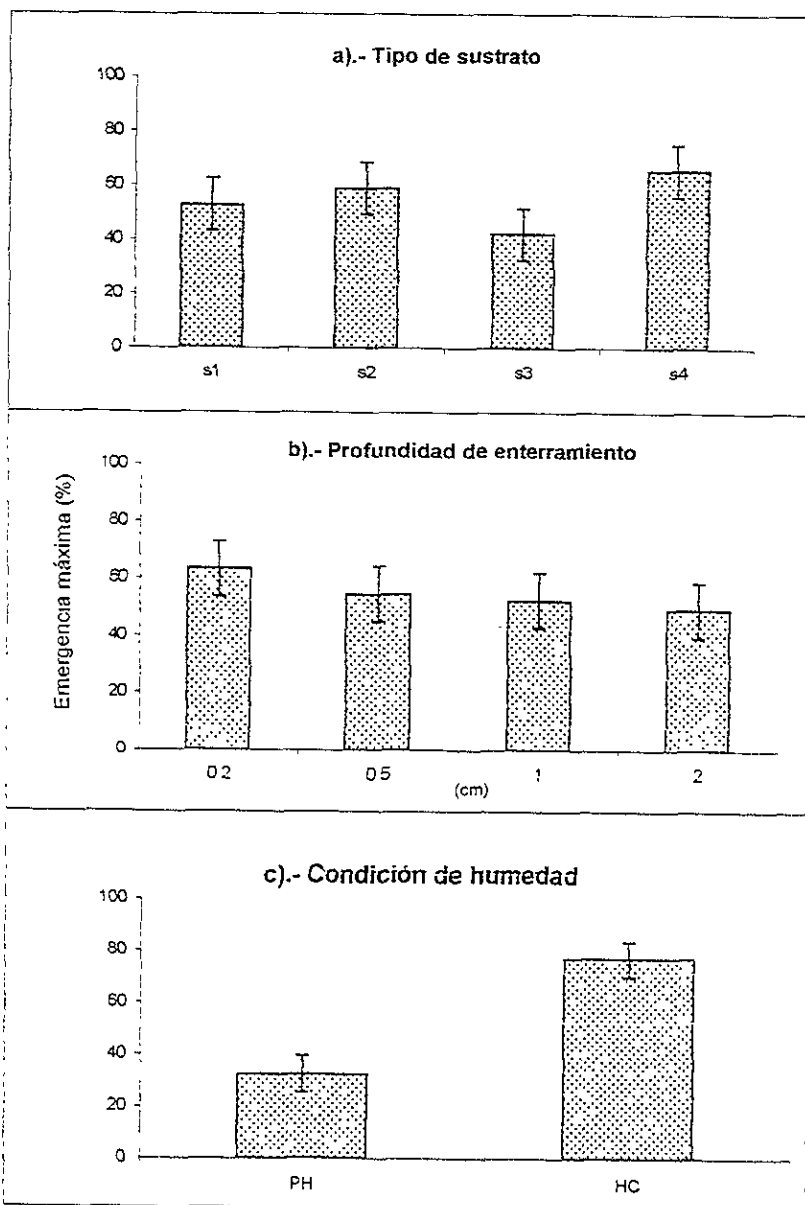 a).- Tipo de sustrato
100
80
60
40
20
0
s1 s2 s3 s4
b).- Profundidad de enterramiento
Emergencia máxima (%)
100
80
60
40
20
0
0 2 0 5 1 2
(cm)
c).- Condición de humedad
100
80
60
40
20
0
PH HC